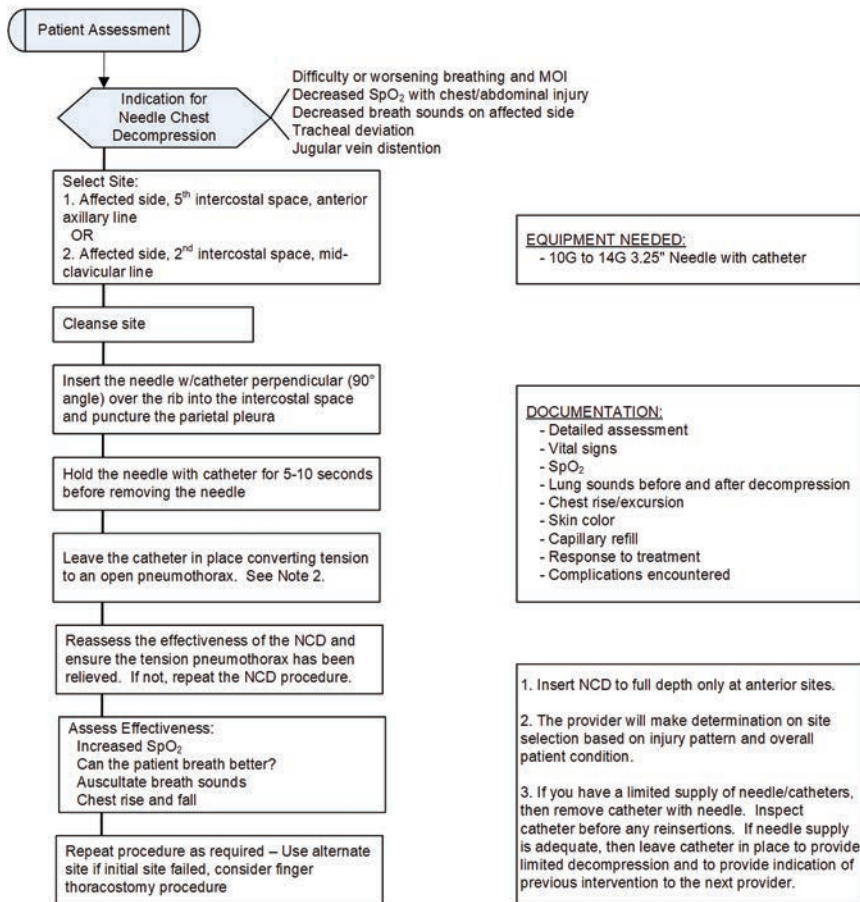 Patient Assessment
Indication for
Needle Chest
Decompression
Difficulty or worsening breathing and MOI
Decreased SpO₂ with chest/abdominal injury
Decreased breath sounds on affected side
Tracheal deviation
Jugular vein distention
Select Site:
1. Affected side, 5th intercostal space, anterior
axillary line
OR
2. Affected side, 2nd intercostal space, mid-
clavicular line
Cleanse site
Insert the needle w/catheter perpendicular (90°
angle) over the rib into the intercostal space
and puncture the parietal pleura
Hold the needle with catheter for 5-10 seconds
before removing the needle
Leave the catheter in place converting tension
to an open pneumothorax. See Note 2.
Reassess the effectiveness of the NCD and
ensure the tension pneumothorax has been
relieved. If not, repeat the NCD procedure.
Assess Effectiveness:
Increased SpO₂
Can the patient breath better?
Auscultate breath sounds
Chest rise and fall
Repeat procedure as required – Use alternate
site if initial site failed, consider finger
thoracostomy procedure
EQUIPMENT NEEDED:
- 10G to 14G 3.25" Needle with catheter
DOCUMENTATION:
- Detailed assessment
- Vital signs
- SpO₂
- Lung sounds before and after decompression
- Chest rise/excursion
- Skin color
- Capillary refill
- Response to treatment
- Complications encountered
1. Insert NCD to full depth only at anterior sites.
2. The provider will make determination on site
selection based on injury pattern and overall
patient condition.
3. If you have a limited supply of needle/catheters,
then remove catheter with needle. Inspect
catheter before any reinsertions. If needle supply
is adequate, then leave catheter in place to provide
limited decompression and to provide indication of
previous intervention to the next provider.